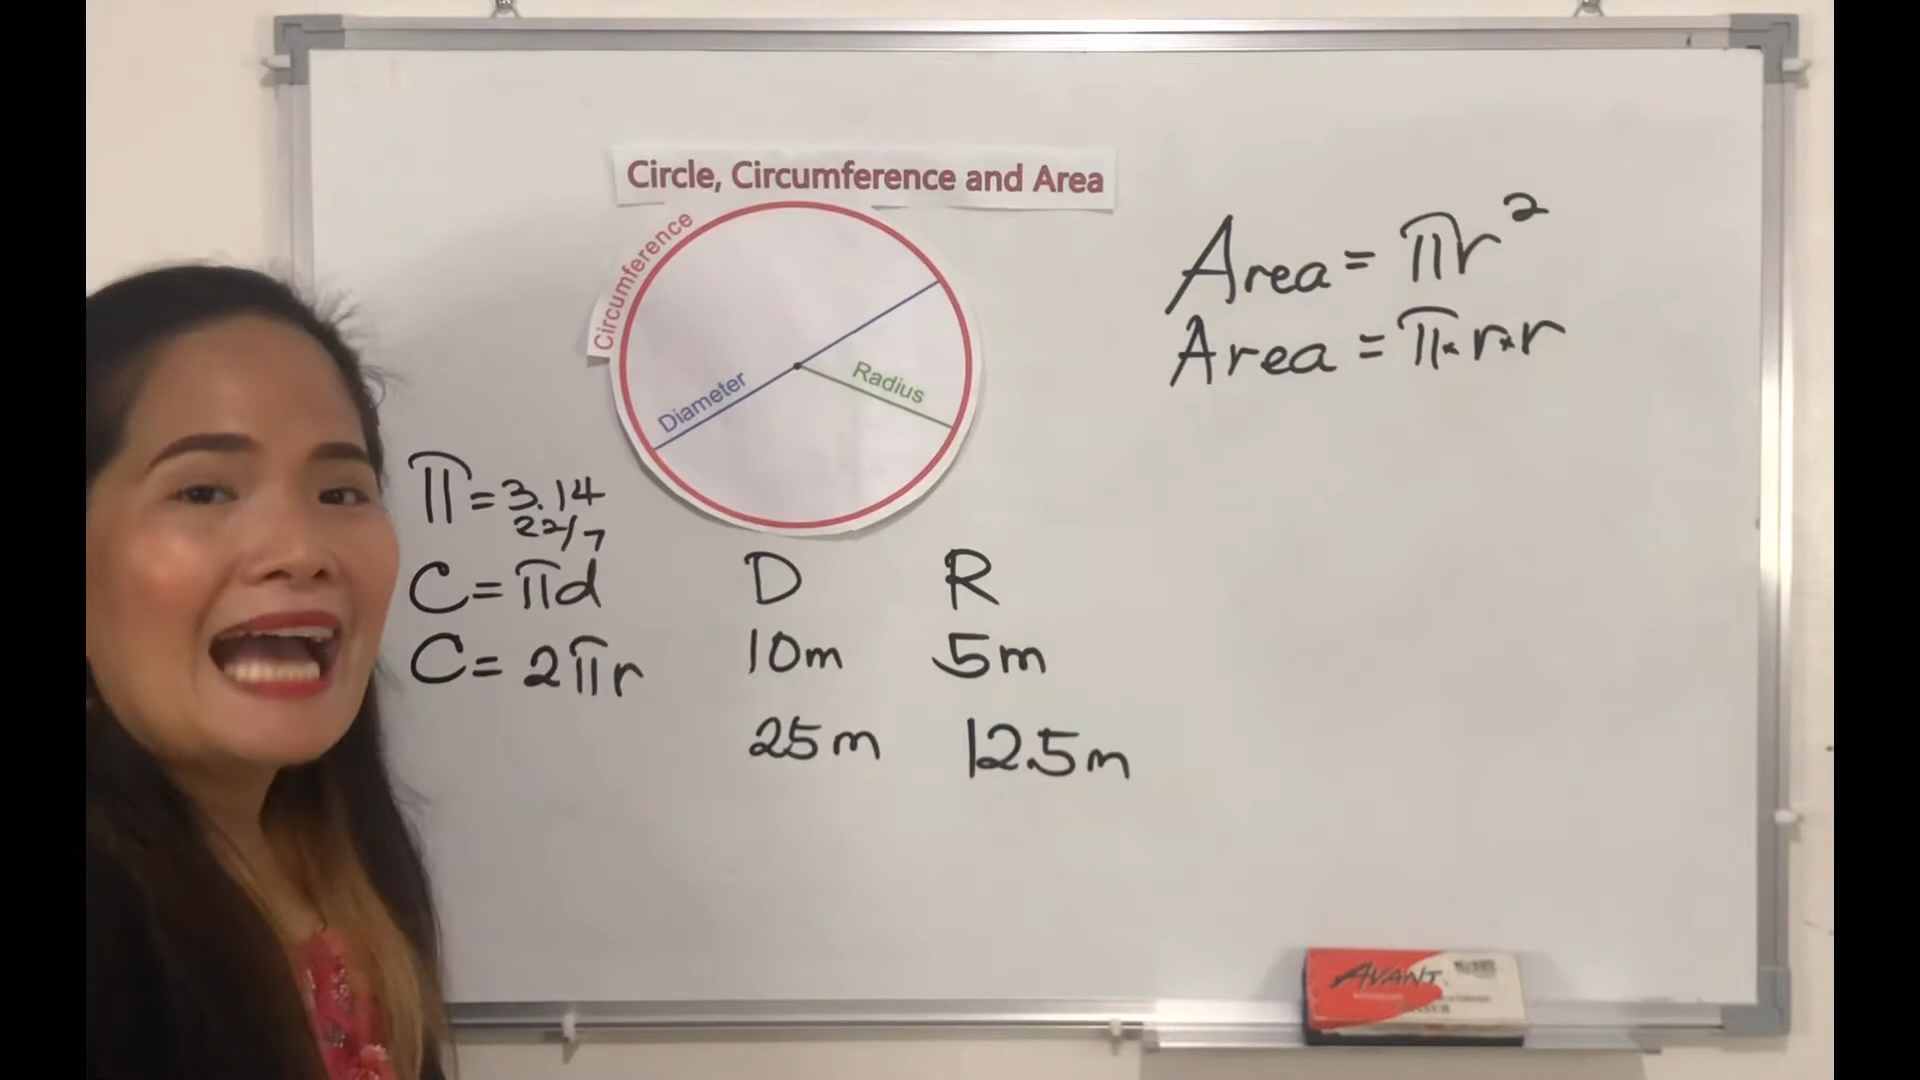 Circle, Circumference and Area
Circumference
Diameter
Radius
π = 3.14
22/7
C = πd
C = 2πr
D R
10m 5m
25m 12.5m
Area = πr²
Area = π·r·r
AVANT.